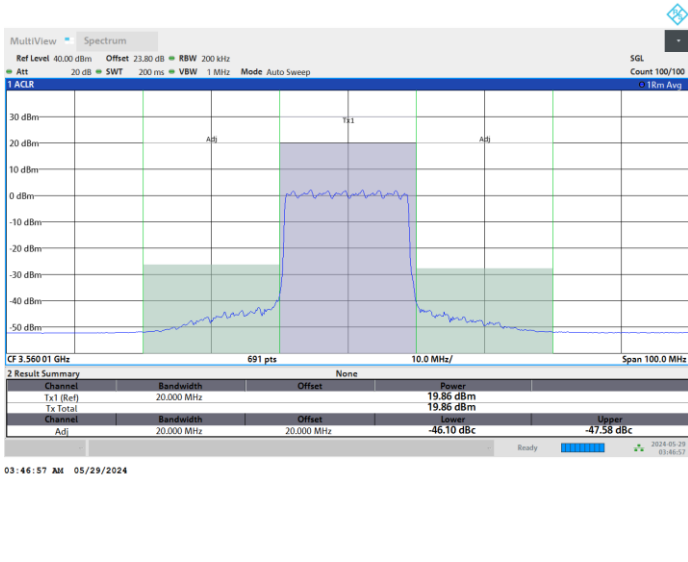 MultiView Spectrum
Ref Level 40.00 dBm Offset 23.80 dB RBW 200 kHz SGL
Att 20 dB SWT 200 ms VBW 1 MHz Mode Auto Sweep Count 100/100
1 ACLR 1Rm Avg
30 dBm
Tx1
20 dBm
Adj Adj
10 dBm
0 dBm
-10 dBm
-20 dBm
-30 dBm
-40 dBm
-50 dBm
CF 3.56001 GHz 691 pts 10.0 MHz/ Span 100.0 MHz
2 Result Summary None
Channel Bandwidth Offset Power
Tx1 (Ref) 20.000 MHz 19.86 dBm
Tx Total 19.86 dBm
Channel Bandwidth Offset Lower Upper
Adj 20.000 MHz 20.000 MHz -46.10 dBc -47.58 dBc
Ready 2024-05-29
03:46:57
03:46:57 AM 05/29/2024